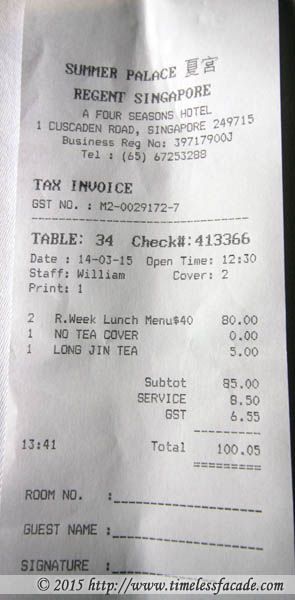 SUMMER PALACE 夏宮
REGENT SINGAPORE
A FOUR SEASONS HOTEL
1 CUSCADEN ROAD, SINGAPORE 249715
Business Reg No: 39717900J
Tel : (65) 67253288
TAX INVOICE
GST NO. : M2-0029172-7
TABLE: 34 Check#:413366
Date : 14-03-15 Open Time: 12:30
Staff: William Cover: 2
Print: 1
2 R.Week Lunch Menu$40 80.00
1 NO TEA COVER 0.00
1 LONG JIN TEA 5.00
Subtot 85.00
SERVICE 8.50
GST 6.55
13:41 Total 100.05
ROOM NO. :
GUEST NAME :
SIGNATURE :
© 2015 http://www.timelessfacade.com